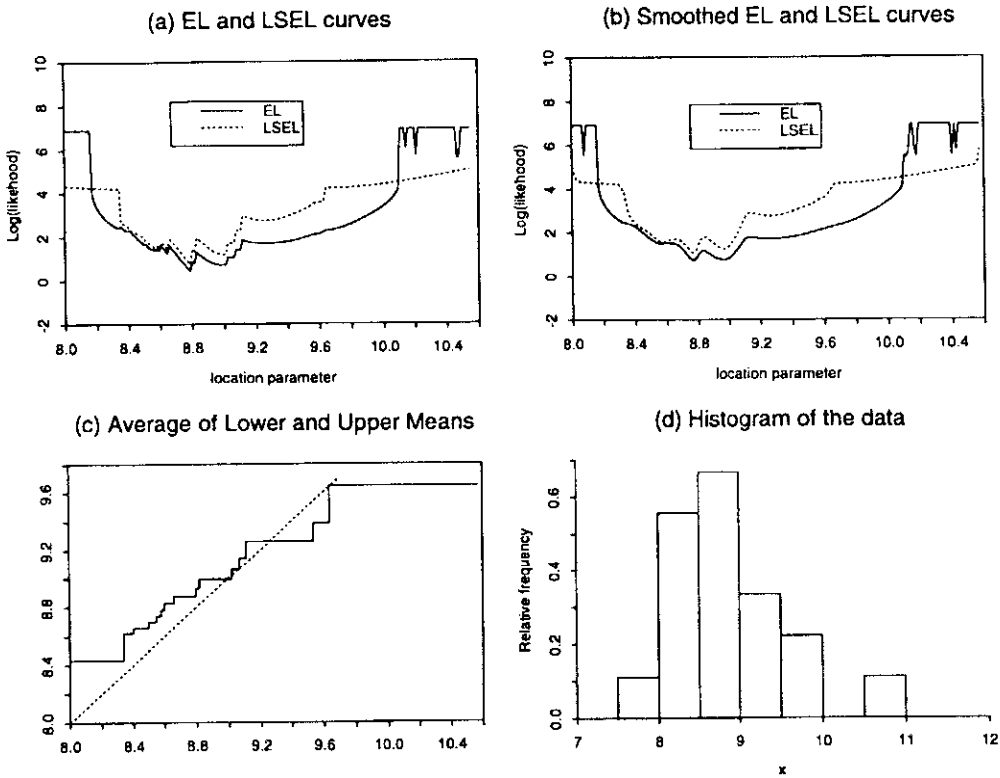 (a) EL and LSEL curves
Log(likehood)
10
8
6
4
2
0
-2
EL
LSEL
8.0 8.4 8.8 9.2 9.6 10.0 10.4
location parameter
(b) Smoothed EL and LSEL curves
Log(likehood)
10
8
6
4
2
0
-2
EL
LSEL
8.0 8.4 8.8 9.2 9.6 10.0 10.4
location parameter
(c) Average of Lower and Upper Means
9.6
9.2
8.8
8.4
8.0
8.0 8.4 8.8 9.2 9.6 10.0 10.4
(d) Histogram of the data
Relative frequency
0.6
0.4
0.2
0.0
7 8 9 10 11 12
x